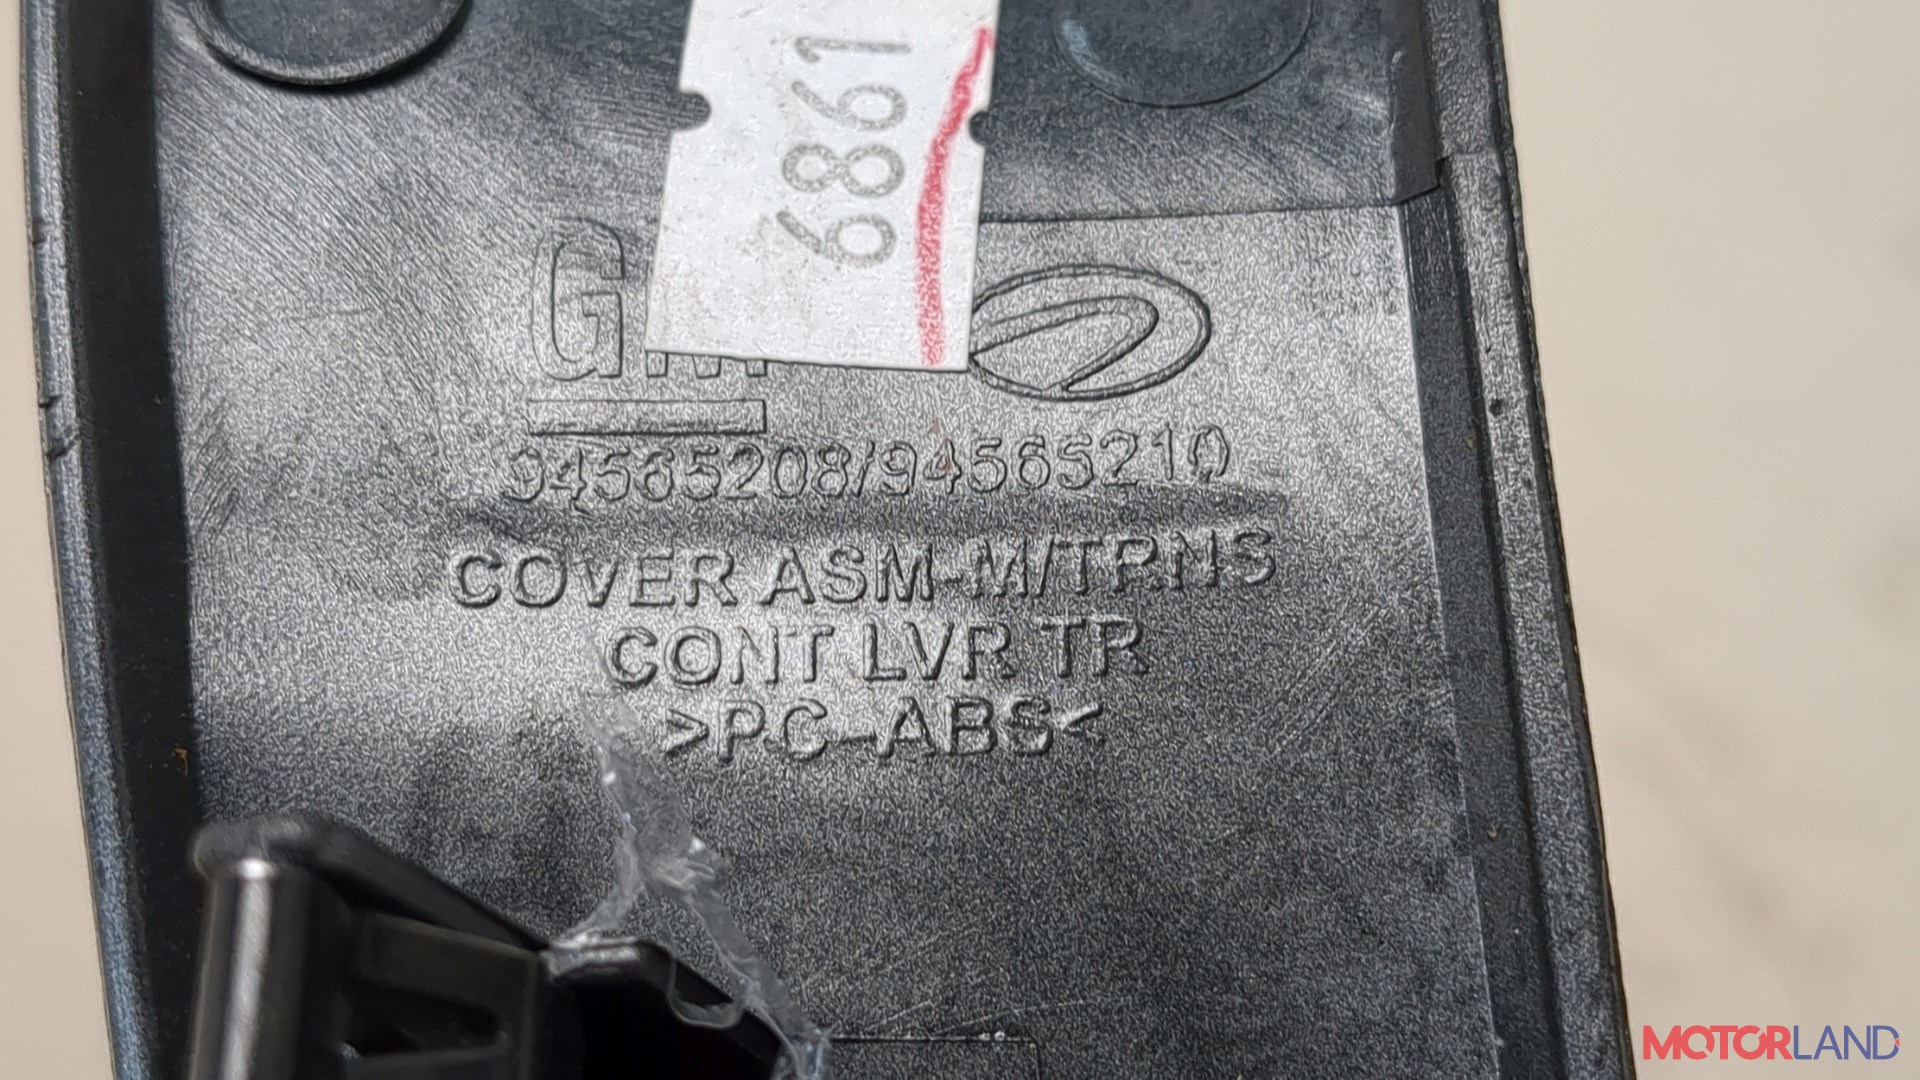 6861
GM
94565208/94565210
COVER ASM-M/TRNS
CONT LVR TR
>PC-ABS<
MOTORLAND